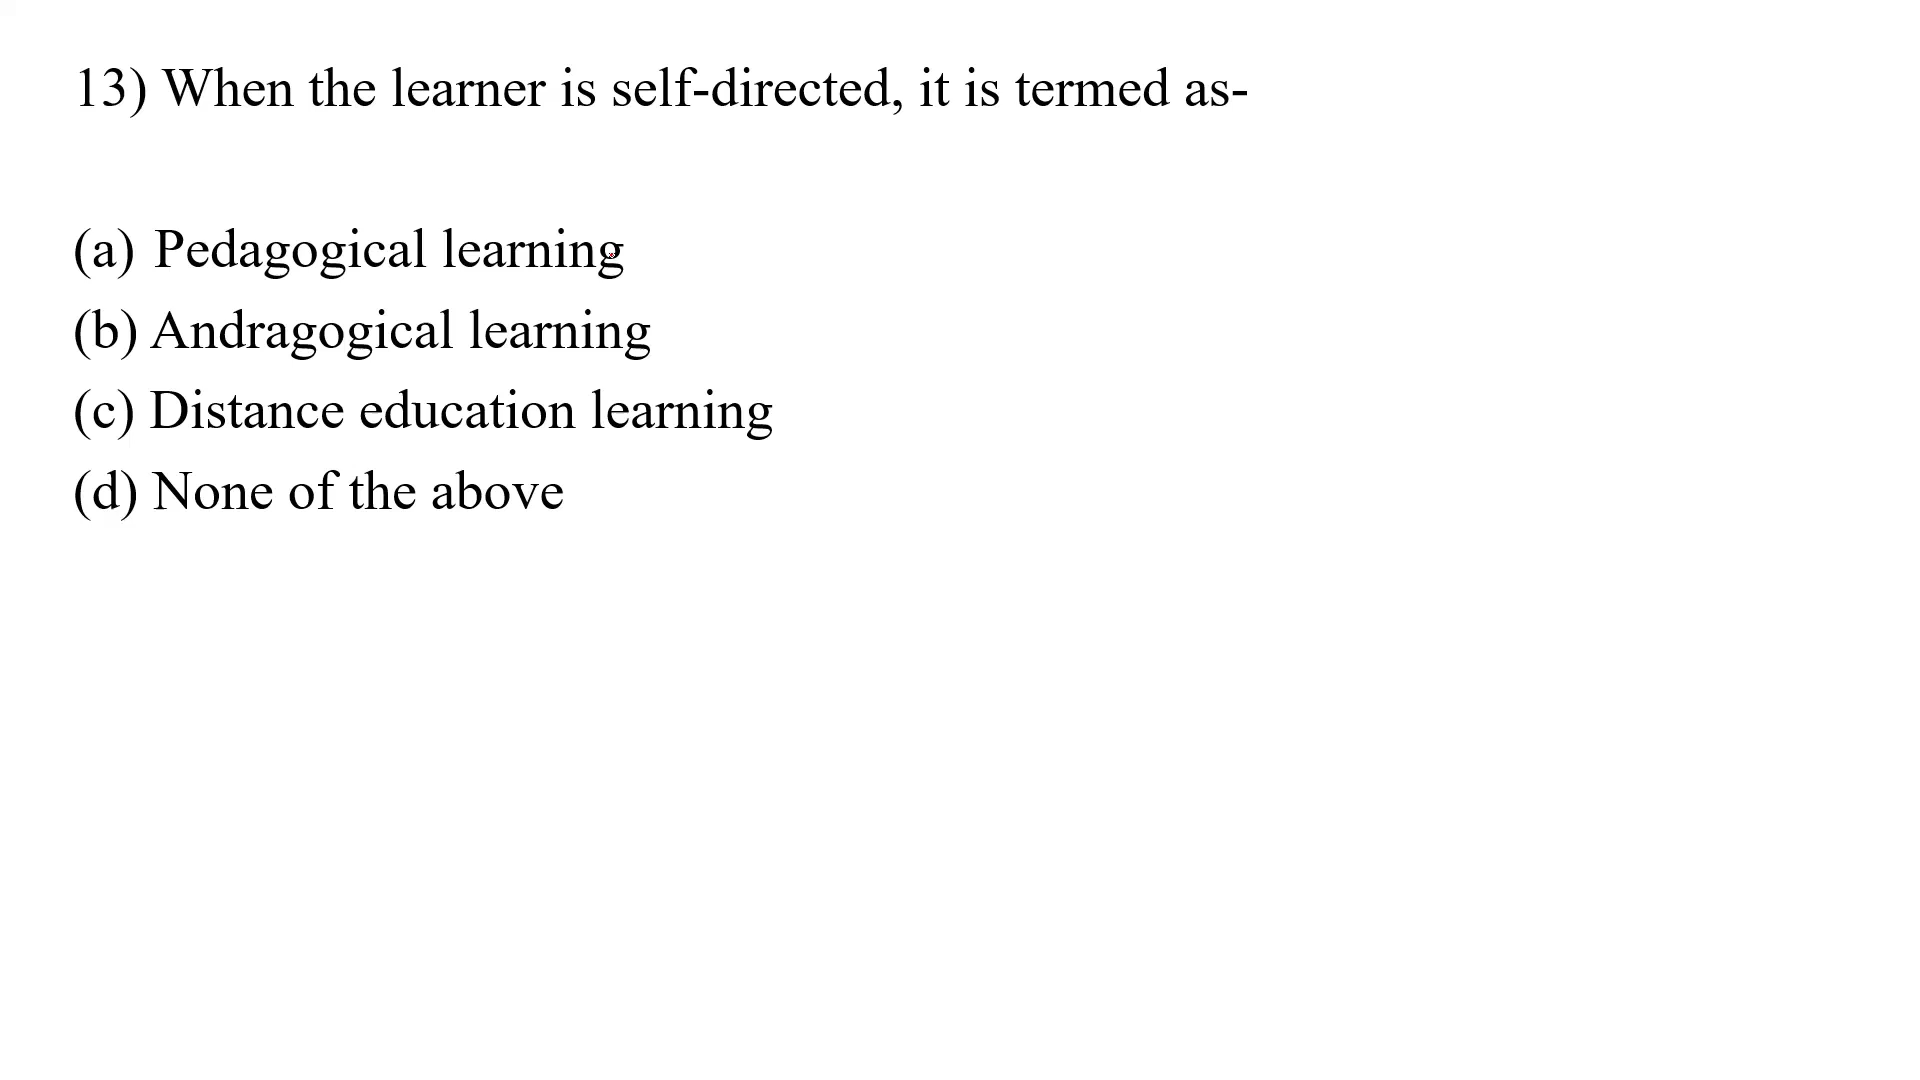 13) When the learner is self-directed, it is termed as-
(a) Pedagogical learning
(b) Andragogical learning
(c) Distance education learning
(d) None of the above